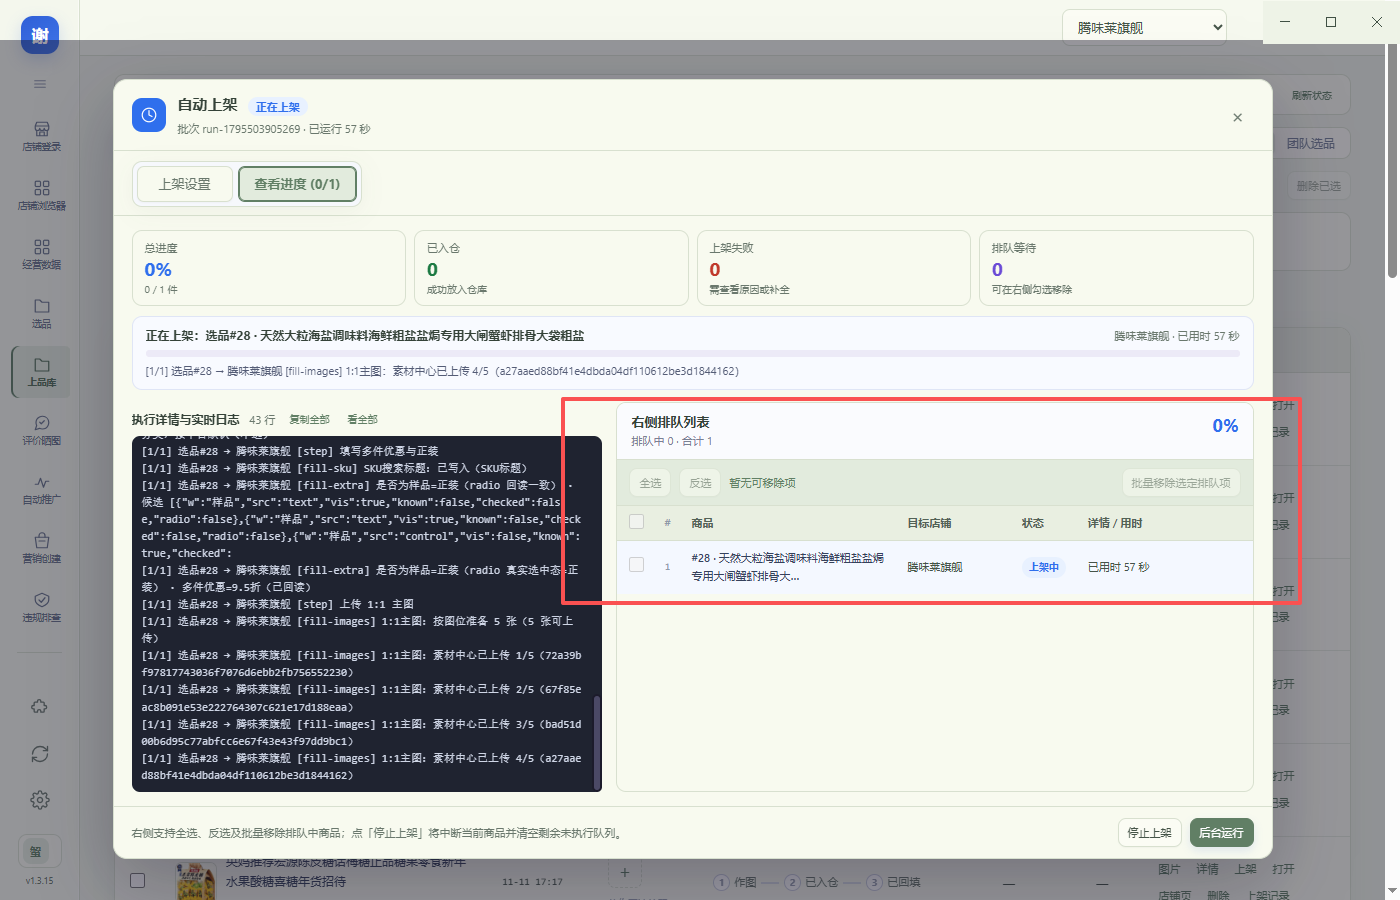 谢
腾味莱旗舰
店铺登录
店铺浏览器
经营数据
选品
上品库
评价晒图
自动推广
营销创建
违规排查
蟹
v1.3.15
刷新状态
团队选品
删除已选
自动上架 正在上架
批次 run-1795503905269 · 已运行 57 秒
上架设置 查看进度 (0/1)
总进度
0%
0 / 1 件
已入仓
0
成功放入仓库
上架失败
0
需查看原因或补全
排队等待
0
可在右侧勾选移除
正在上架：选品#28 · 天然大粒海盐调味料海鲜粗盐盐焗专用大闸蟹虾排骨大袋粗盐 腾味莱旗舰 · 已用时 57 秒
[1/1] 选品#28 → 腾味莱旗舰 [fill-images] 1:1主图：素材中心已上传 4/5（a27aaed88bf41e4dbda04df110612be3d1844162）
执行详情与实时日志 43 行 复制全部 看全部
[1/1] 选品#28 → 腾味莱旗舰 [step] 填写多件优惠与正装
[1/1] 选品#28 → 腾味莱旗舰 [fill-sku] SKU搜索标题：已写入（SKU标题）
[1/1] 选品#28 → 腾味莱旗舰 [fill-extra] 是否为样品=正装（radio 回读一致） ·
候选 [{"w":"样品","src":"text","vis":true,"known":false,"checked":fals
e,"radio":false},{"w":"样品","src":"text","vis":true,"known":false,"check
ed":false,"radio":false},{"w":"样品","src":"control","vis":false,"known":
true,"checked":
[1/1] 选品#28 → 腾味莱旗舰 [fill-extra] 是否为样品=正装（radio 真实选中态=正
装） · 多件优惠=9.5折（已回读）
[1/1] 选品#28 → 腾味莱旗舰 [step] 上传 1:1 主图
[1/1] 选品#28 → 腾味莱旗舰 [fill-images] 1:1主图：按图位准备 5 张（5 张可上
传）
[1/1] 选品#28 → 腾味莱旗舰 [fill-images] 1:1主图：素材中心已上传 1/5（72a39b
f97817743036f7076d6ebb2fb756552230）
[1/1] 选品#28 → 腾味莱旗舰 [fill-images] 1:1主图：素材中心已上传 2/5（67f85e
ac8b091e53e222764307c621e17d188eaa）
[1/1] 选品#28 → 腾味莱旗舰 [fill-images] 1:1主图：素材中心已上传 3/5（bad51d
00b6d95c77abfcc6e67f43e43f97dd9bc1）
[1/1] 选品#28 → 腾味莱旗舰 [fill-images] 1:1主图：素材中心已上传 4/5（a27aae
d88bf41e4dbda04df110612be3d1844162）
右侧排队列表 0%
排队中 0 · 合计 1
全选 反选 暂无可移除项 批量移除选定排队项
# 商品 目标店铺 状态 详情 / 用时
1 #28 · 天然大粒海盐调味料海鲜粗盐盐焗 腾味莱旗舰 上架中 已用时 57 秒
专用大闸蟹虾排骨大...
右侧支持全选、反选及批量移除排队中商品；点「停止上架」将中断当前商品并清空剩余未执行队列。
停止上架 后台运行
打开
记录
打开
记录
打开
记录
打开
记录
打开
记录
水果酸糖喜糖年货招待 11-11 17:17
+
1 作图 2 已入仓 3 已回填
— —
图片 详情 上架 打开
店铺页 删除 上架记录